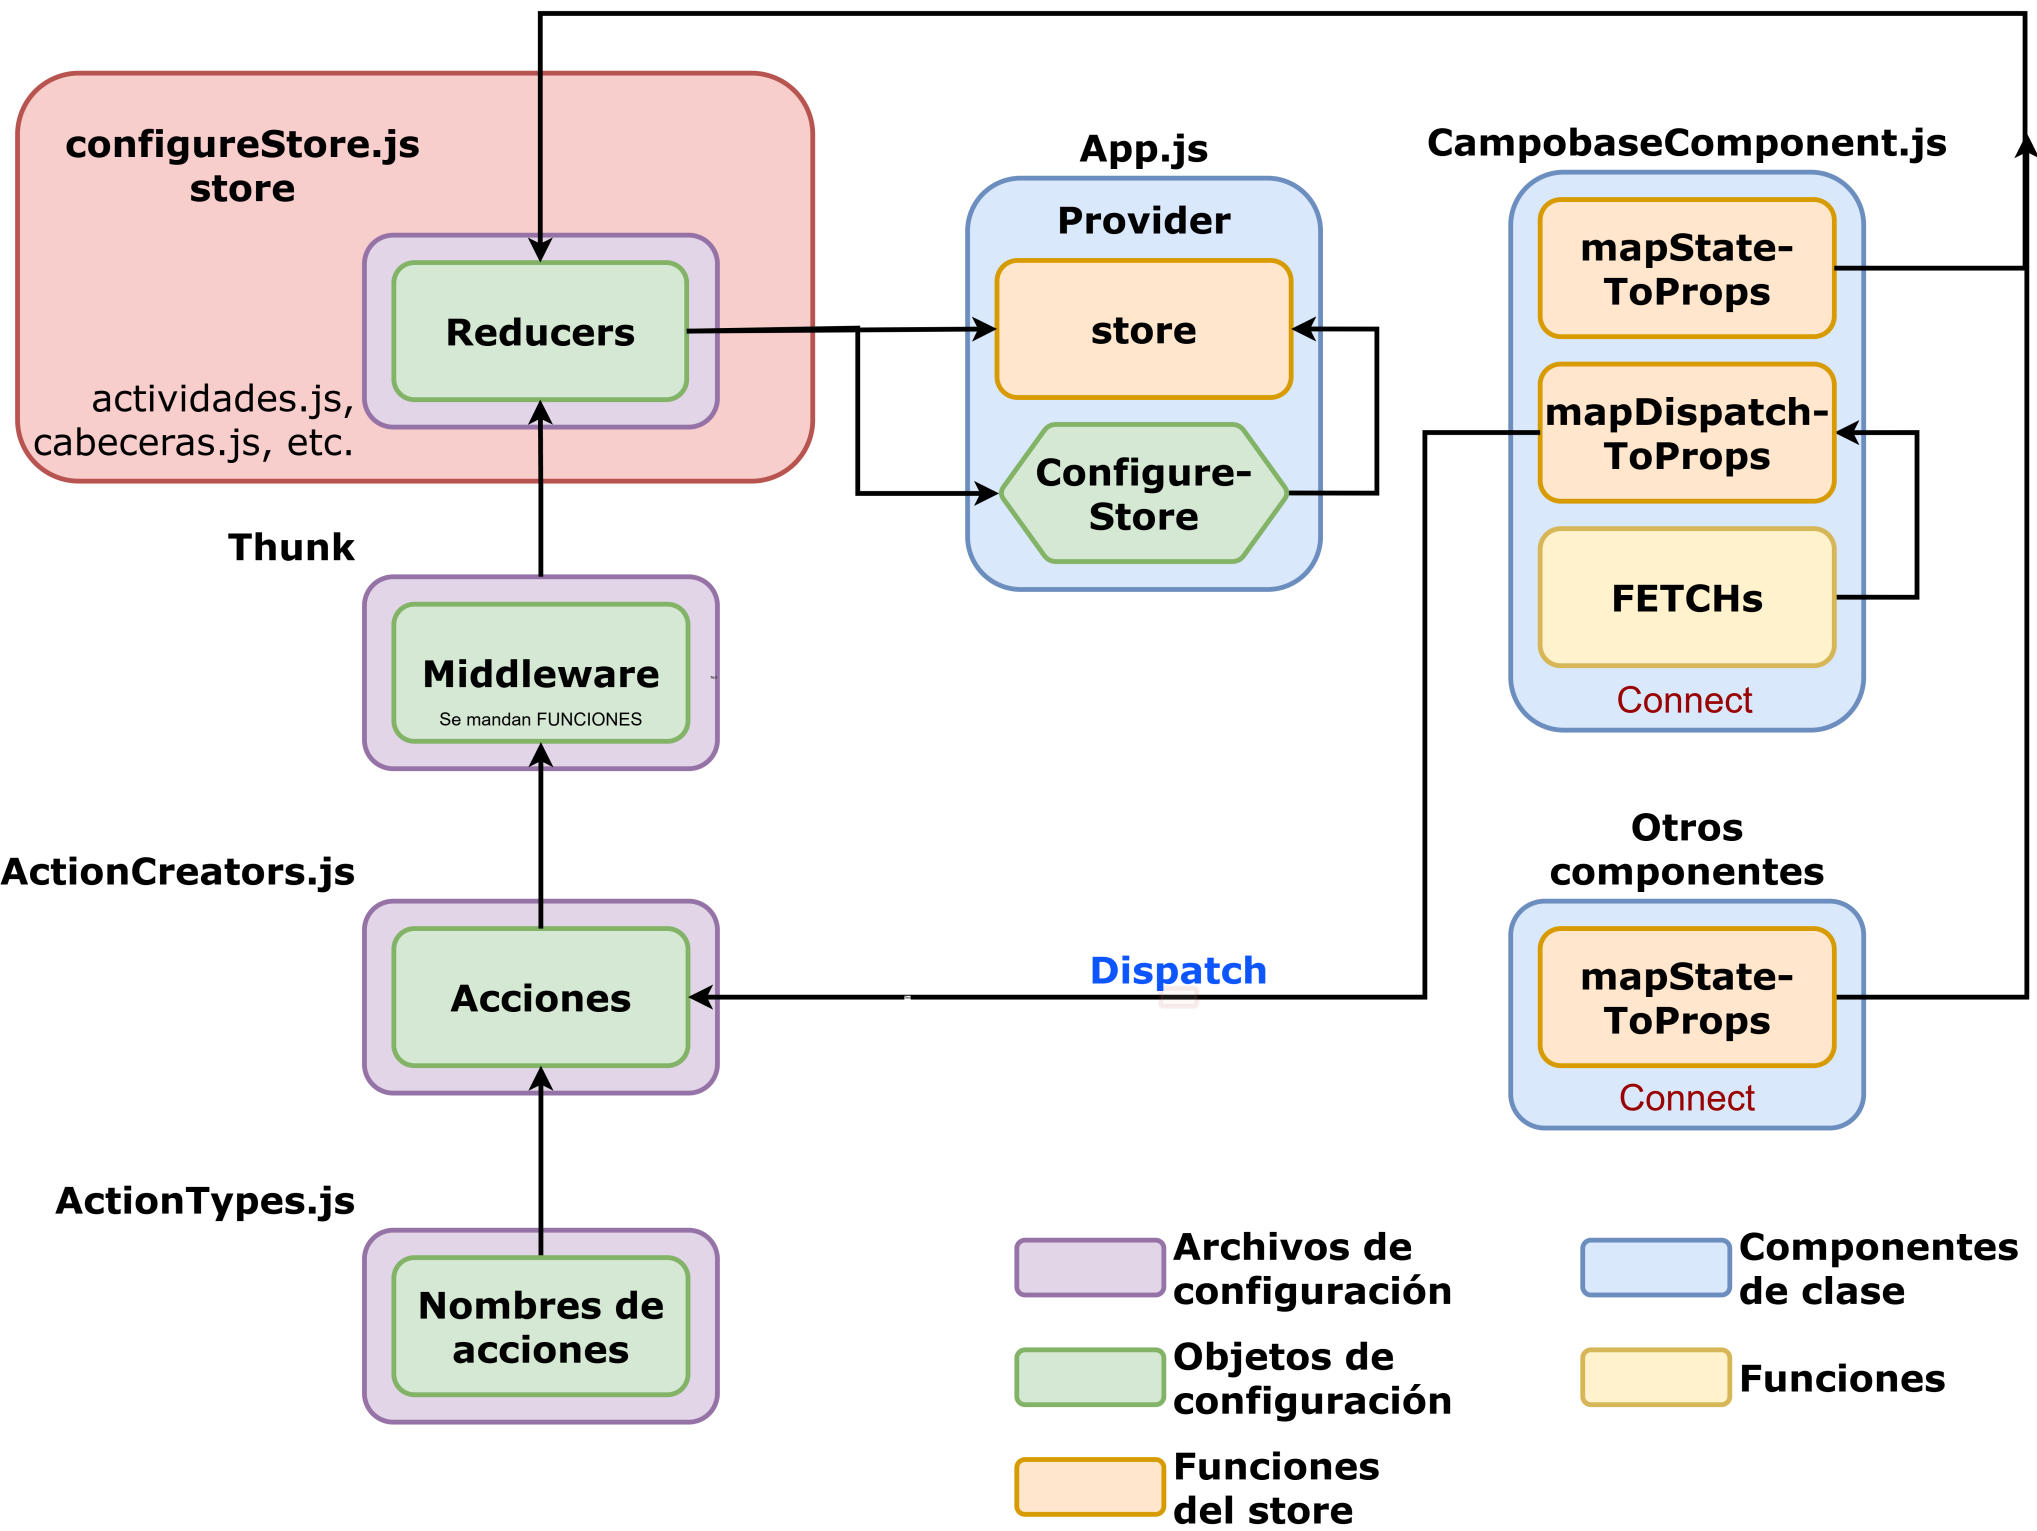 configureStore.js
store
Reducers
actividades.js,
cabeceras.js, etc.
App.js
Provider
store
Configure-
Store
CampobaseComponent.js
mapState-
ToProps
mapDispatch-
ToProps
FETCHs
Connect
Thunk
Middleware
Se mandan FUNCIONES
ActionCreators.js
Acciones
Dispatch
Otros
componentes
mapState-
ToProps
Connect
ActionTypes.js
Nombres de
acciones
Archivos de
configuración
Objetos de
configuración
Funciones
del store
Componentes
de clase
Funciones